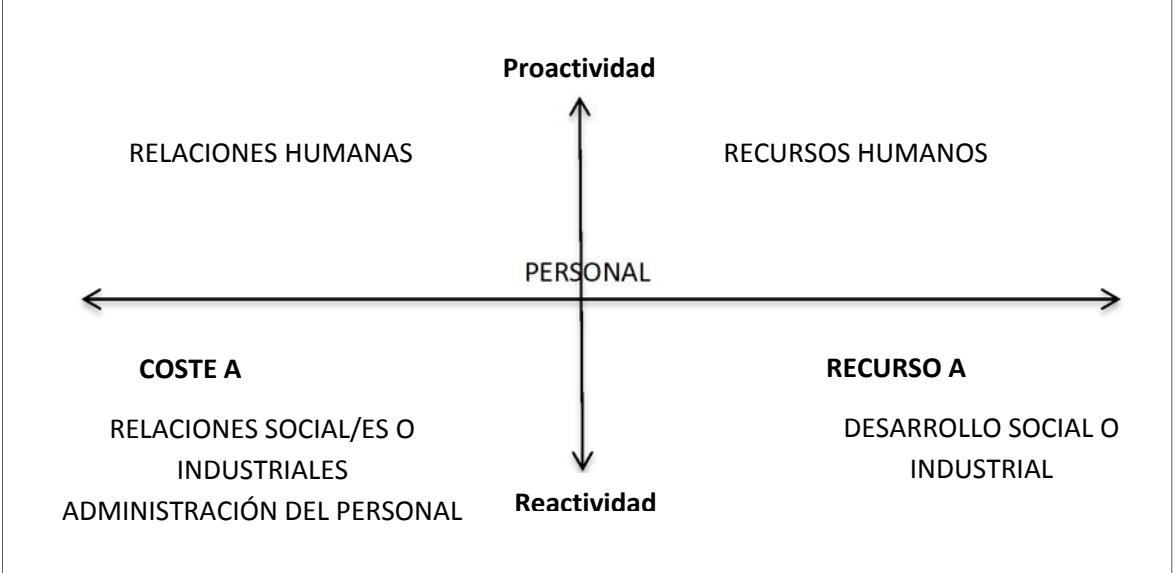 Proactividad
RELACIONES HUMANAS
RECURSOS HUMANOS
PERSONAL
COSTE A
RECURSO A
RELACIONES SOCIAL/ES O
INDUSTRIALES
ADMINISTRACIÓN DEL PERSONAL
DESARROLLO SOCIAL O
INDUSTRIAL
Reactividad